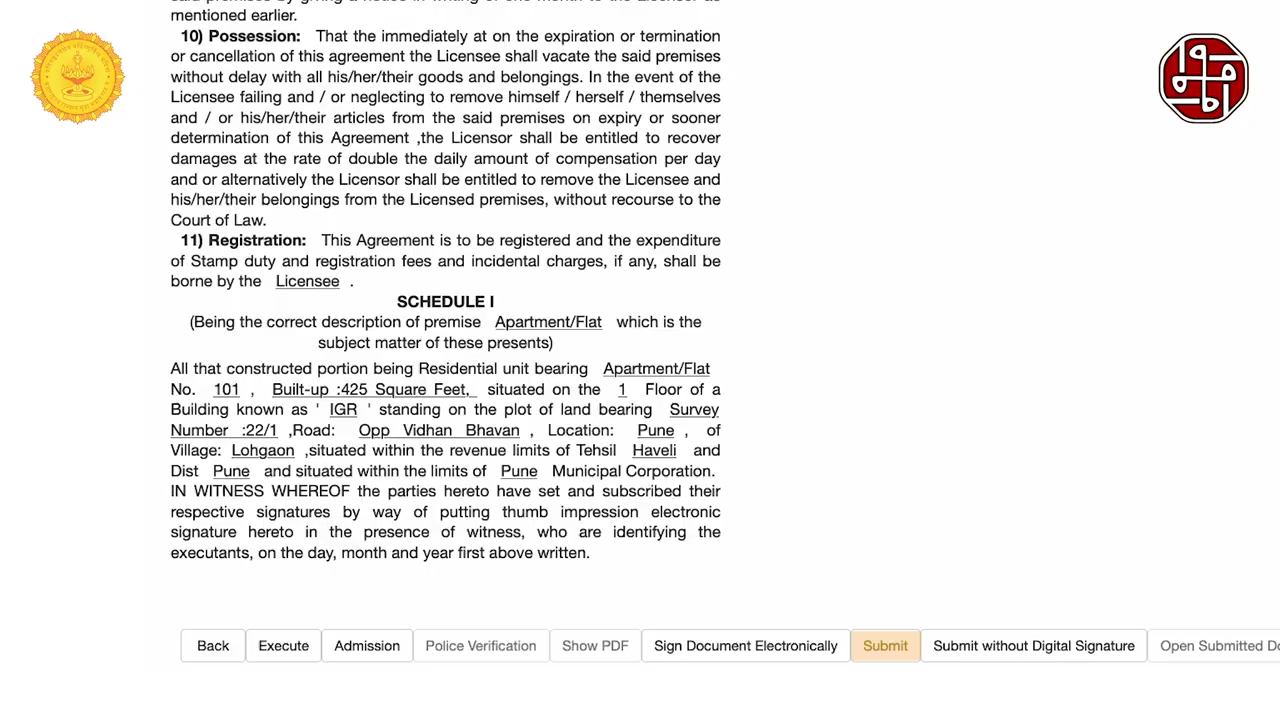 mentioned earlier.
10) Possession: That the immediately at on the expiration or termination
or cancellation of this agreement the Licensee shall vacate the said premises
without delay with all his/her/their goods and belongings. In the event of the
Licensee failing and / or neglecting to remove himself / herself / themselves
and / or his/her/their articles from the said premises on expiry or sooner
determination of this Agreement ,the Licensor shall be entitled to recover
damages at the rate of double the daily amount of compensation per day
and or alternatively the Licensor shall be entitled to remove the Licensee and
his/her/their belongings from the Licensed premises, without recourse to the
Court of Law.
11) Registration: This Agreement is to be registered and the expenditure
of Stamp duty and registration fees and incidental charges, if any, shall be
borne by the Licensee .
SCHEDULE I
(Being the correct description of premise Apartment/Flat which is the
subject matter of these presents)
All that constructed portion being Residential unit bearing Apartment/Flat
No. 101 , Built-up :425 Square Feet, situated on the 1 Floor of a
Building known as ' IGR ' standing on the plot of land bearing Survey
Number :22/1 ,Road: Opp Vidhan Bhavan , Location: Pune , of
Village: Lohgaon ,situated within the revenue limits of Tehsil Haveli and
Dist Pune and situated within the limits of Pune Municipal Corporation.
IN WITNESS WHEREOF the parties hereto have set and subscribed their
respective signatures by way of putting thumb impression electronic
signature hereto in the presence of witness, who are identifying the
executants, on the day, month and year first above written.
Back Execute Admission Police Verification Show PDF Sign Document Electronically Submit Submit without Digital Signature Open Submitted